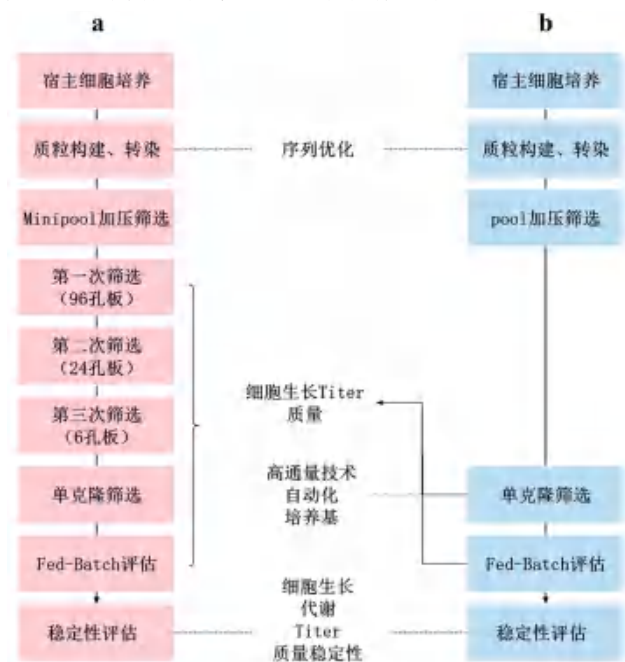 a
b
宿主细胞培养
宿主细胞培养
质粒构建、转染
序列优化
质粒构建、转染
Minipool加压筛选
pool加压筛选
第一次筛选
（96孔板）
第二次筛选
（24孔板）
第三次筛选
（6孔板）
细胞生长Titer
质量
单克隆筛选
高通量技术
自动化
培养基
单克隆筛选
Fed-Batch评估
Fed-Batch评估
稳定性评估
细胞生长
代谢
Titer
质量稳定性
稳定性评估